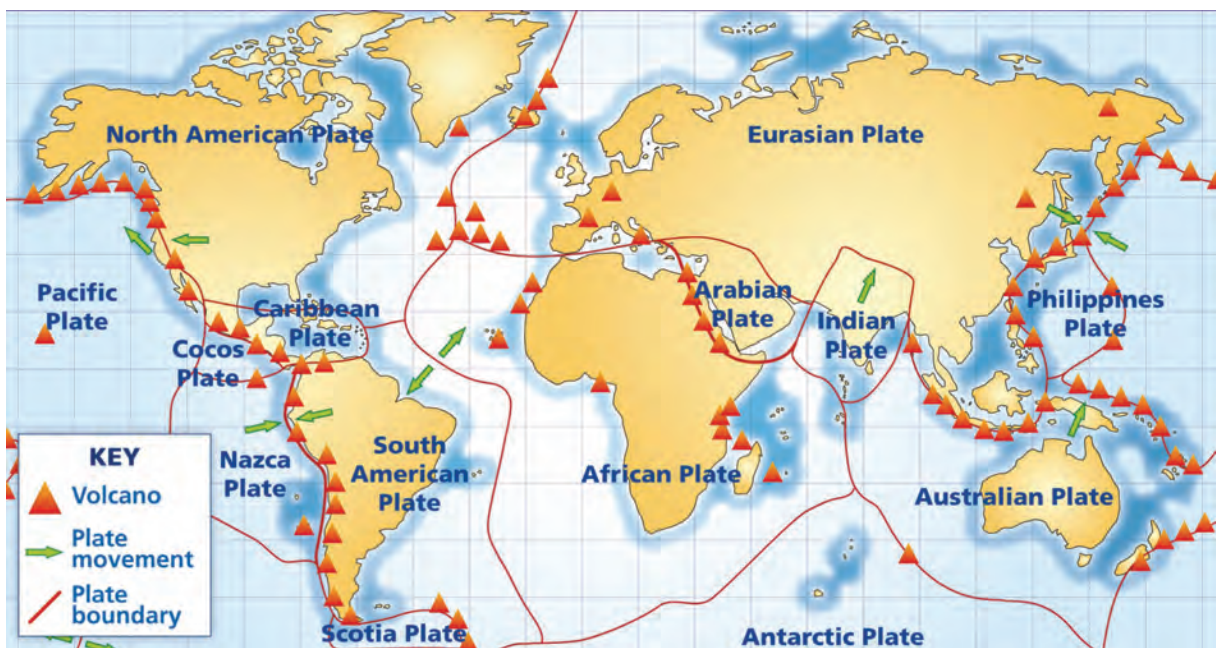 North American Plate
Eurasian Plate
Pacific
Plate
Caribbean
Plate
Cocos
Plate
Arabian
Plate
Indian
Plate
Philippines
Plate
Nazca
Plate
South
American
Plate
African Plate
Australian Plate
Scotia Plate
Antarctic Plate
KEY
Volcano
Plate
movement
Plate
boundary